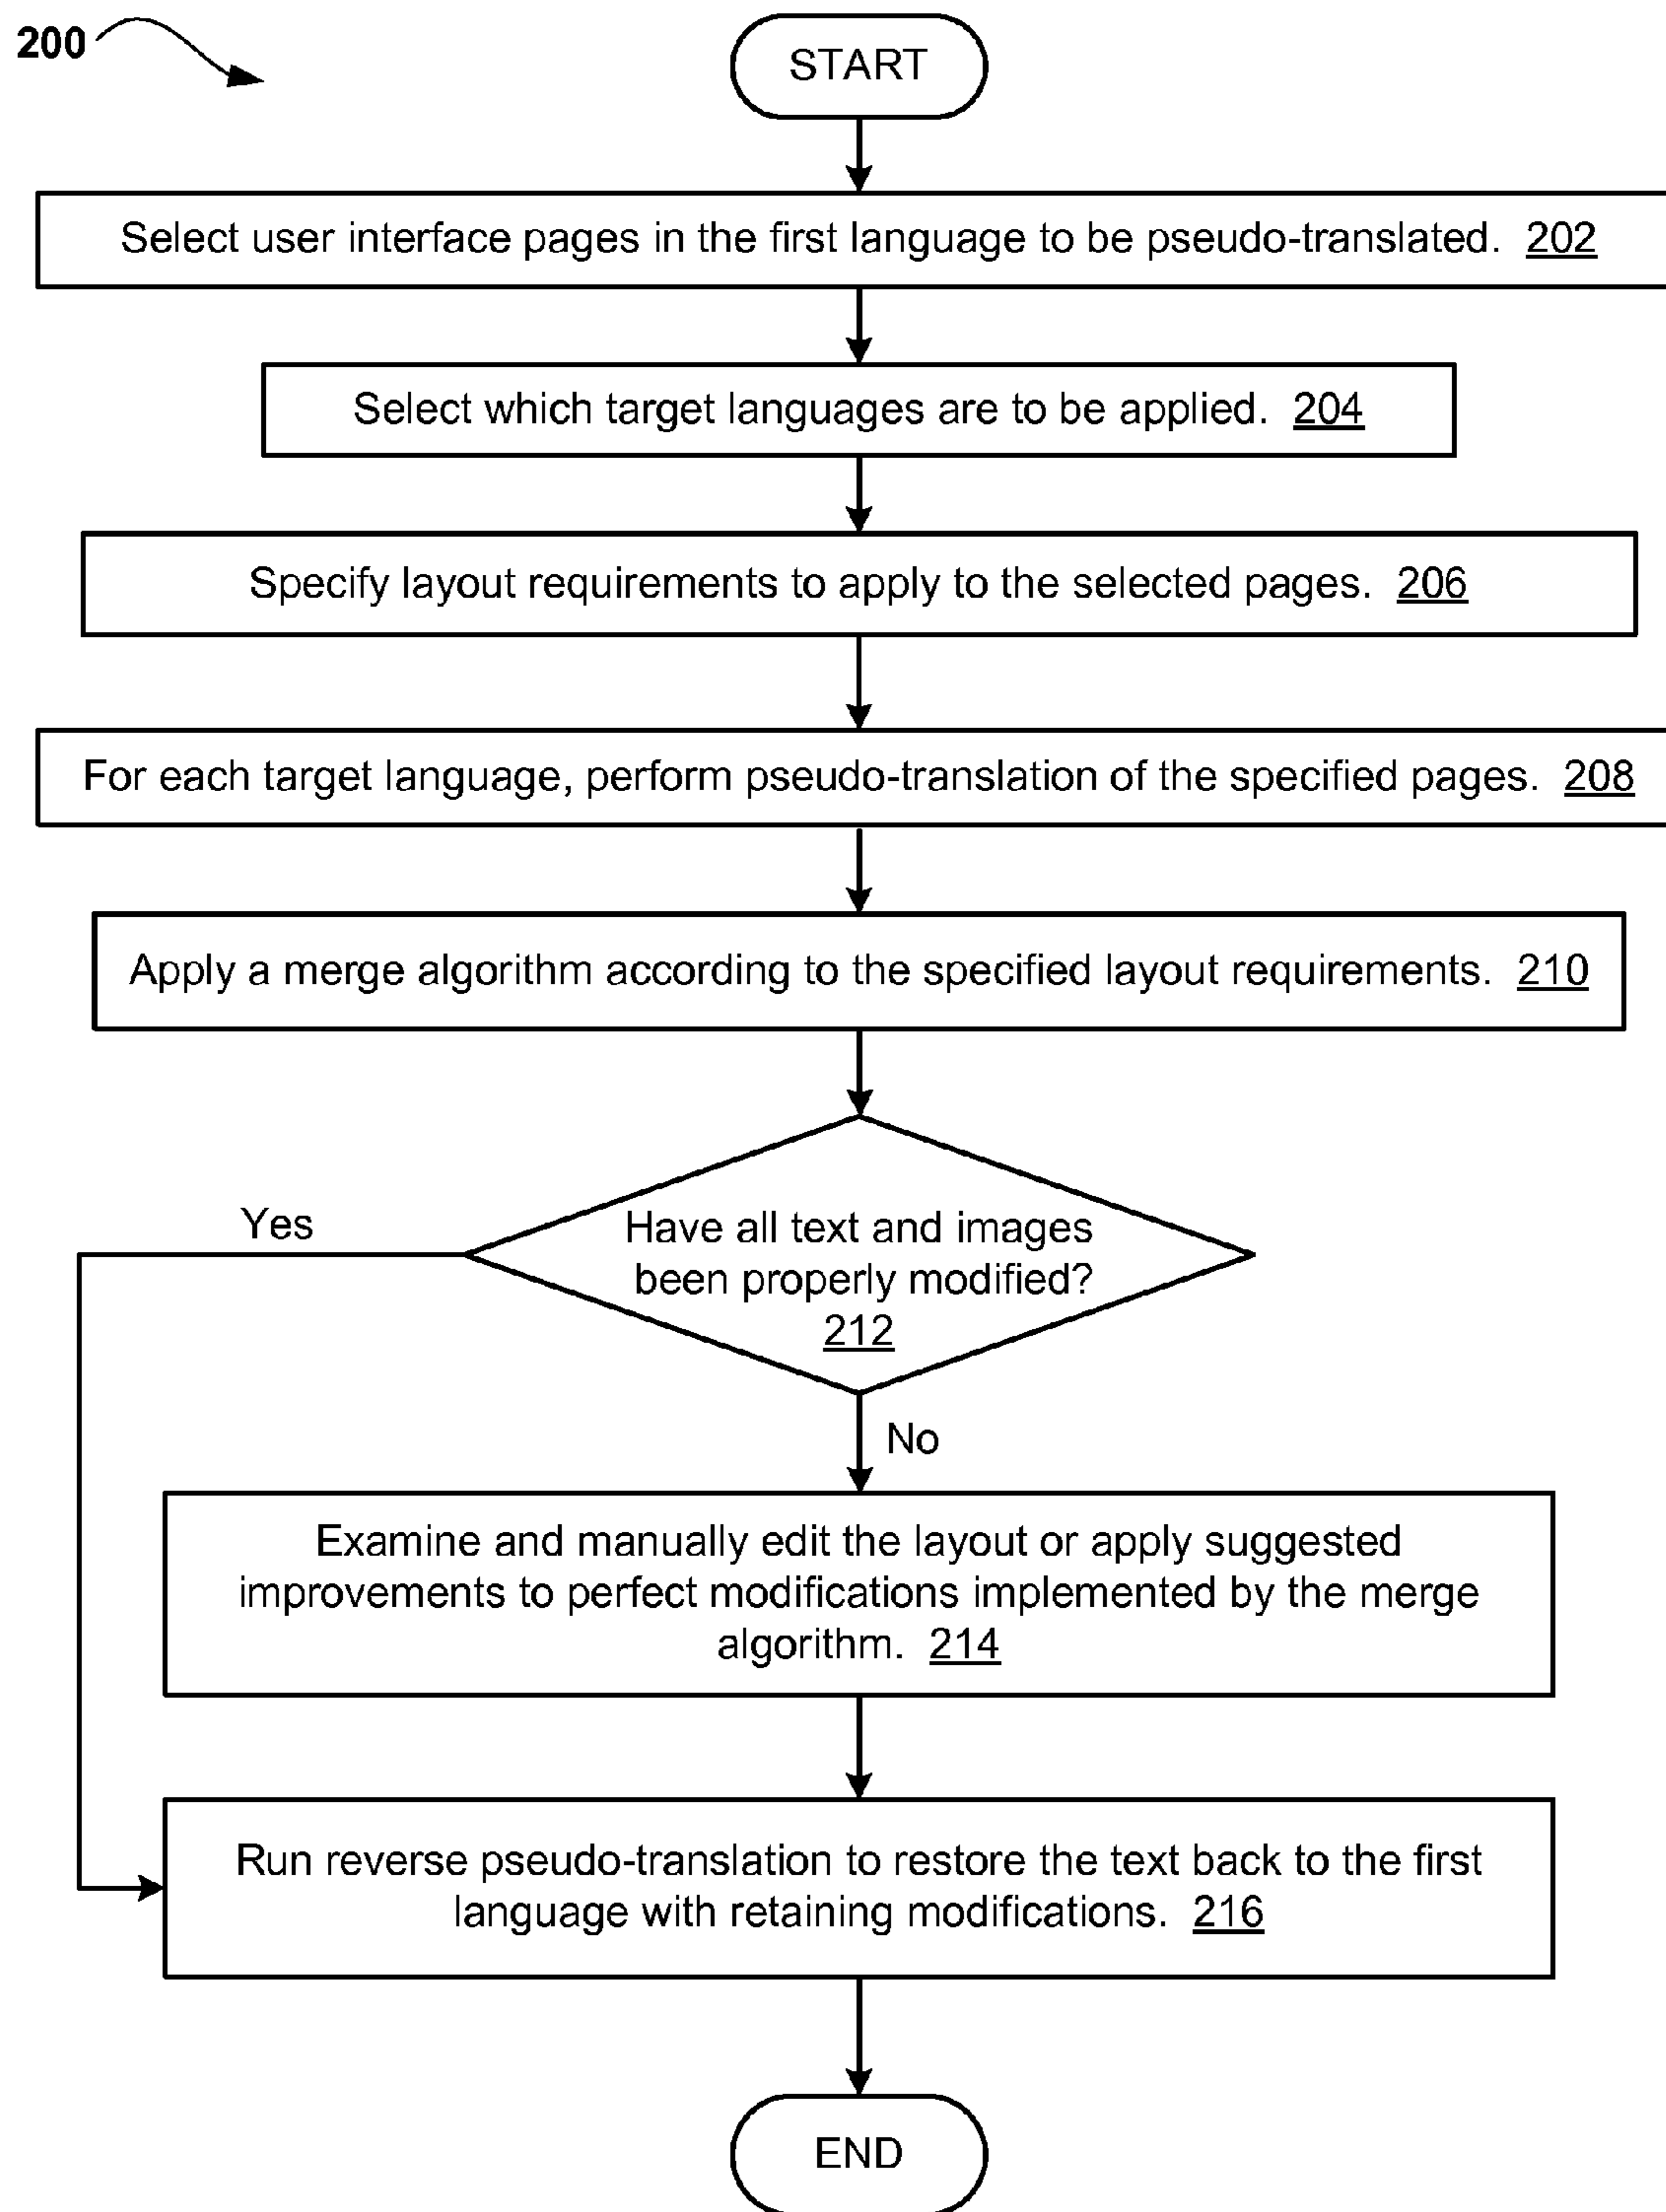 200
START
Select user interface pages in the first language to be pseudo-translated. 202
Select which target languages are to be applied. 204
Specify layout requirements to apply to the selected pages. 206
For each target language, perform pseudo-translation of the specified pages. 208
Apply a merge algorithm according to the specified layout requirements. 210
Yes
Have all text and images
been properly modified?
212
No
Examine and manually edit the layout or apply suggested
improvements to perfect modifications implemented by the merge
algorithm. 214
Run reverse pseudo-translation to restore the text back to the first
language with retaining modifications. 216
END